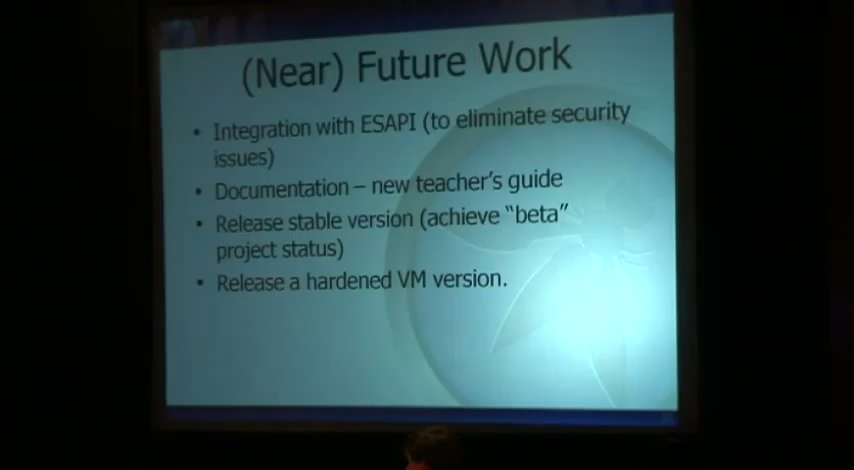 (Near) Future Work
• Integration with ESAPI (to eliminate security
issues)
• Documentation – new teacher's guide
• Release stable version (achieve "beta"
project status)
• Release a hardened VM version.